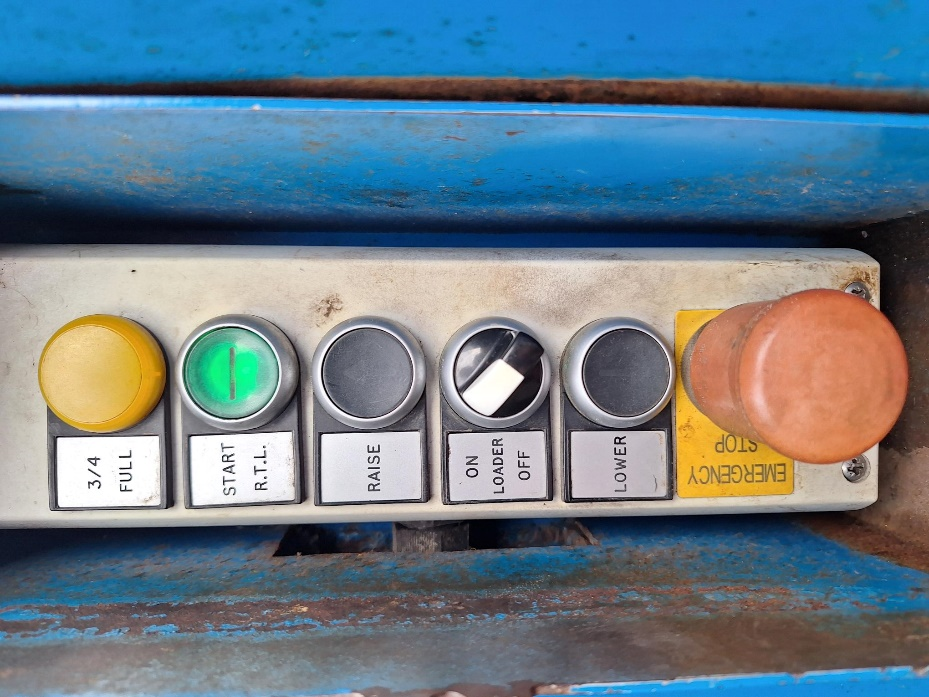 3/4
FULL
START
R.T.L.
RAISE
ON
LOADER
OFF
LOWER
EMERGENCY
STOP